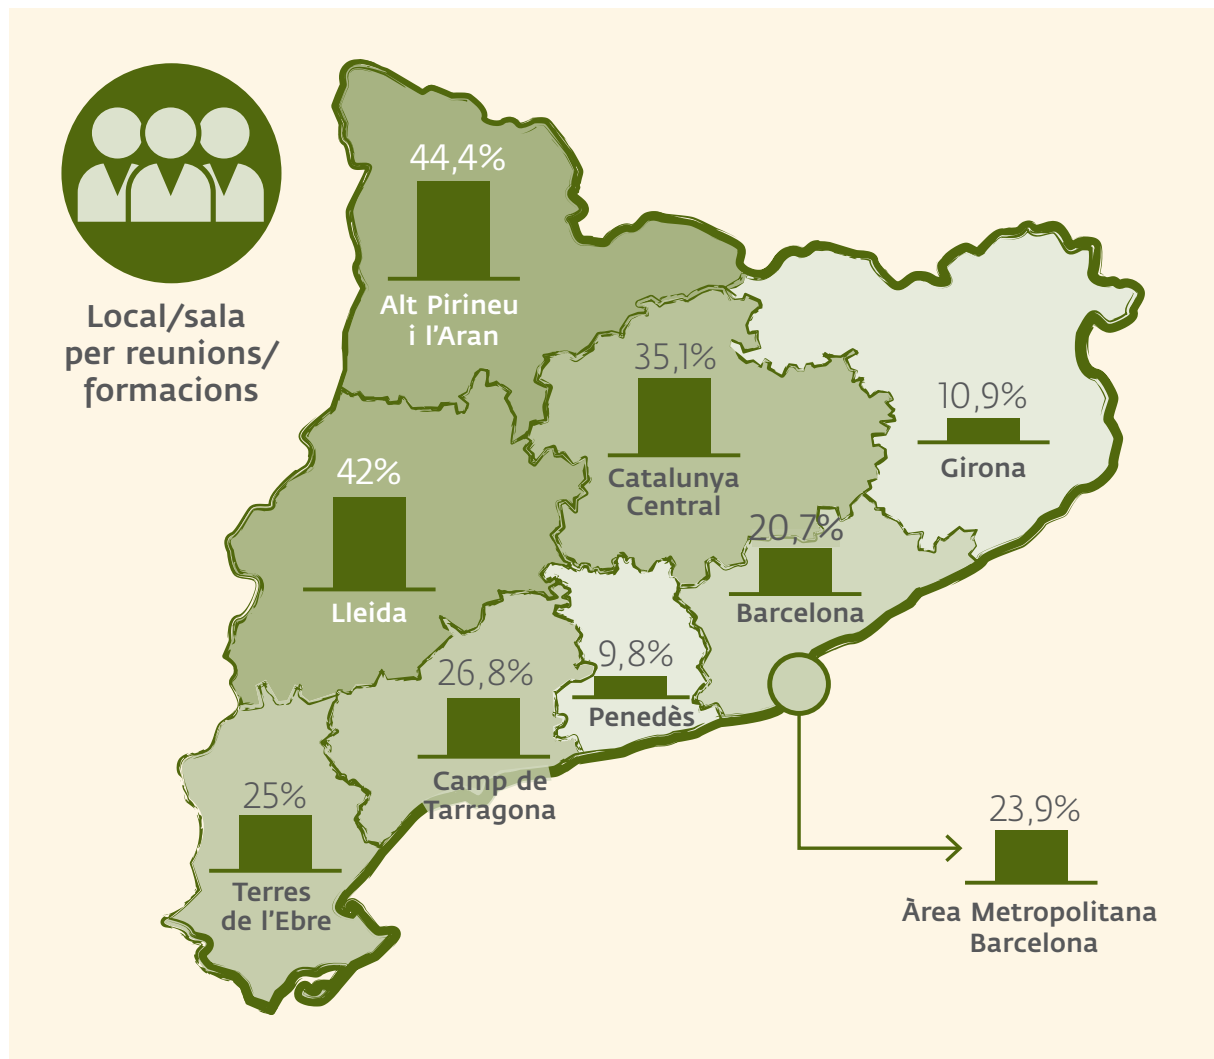 Local/sala
per reunions/
formacions
44,4%
Alt Pirineu
i l'Aran
35,1%
Catalunya
Central
10,9%
Girona
42%
Lleida
20,7%
Barcelona
9,8%
Penedès
26,8%
Camp de
Tarragona
25%
Terres
de l'Ebre
23,9%
Àrea Metropolitana
Barcelona